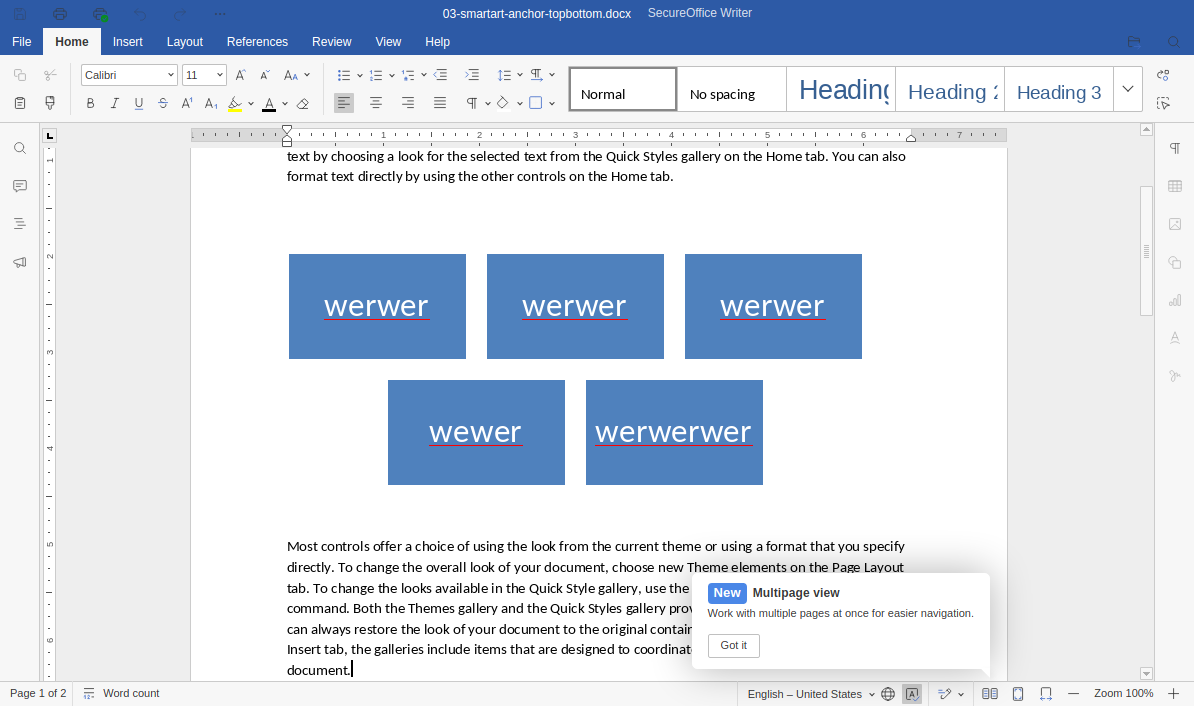 03-smartart-anchor-topbottom.docx SecureOffice Writer
File Home Insert Layout References Review View Help
Calibri 11 Normal No spacing Heading 3
1 2 3 4 5 6 7
text by choosing a look for the selected text from the Quick Styles gallery on the Home tab. You can also
format text directly by using the other controls on the Home tab.
werwer werwer werwer
wewer werwerwer
Most controls offer a choice of using the look from the current theme or using a format that you specify
directly. To change the overall look of your document, choose new Theme elements on the Page Layout
tab. To change the looks available in the Quick Style gallery, use the
command. Both the Themes gallery and the Quick Styles gallery prov
can always restore the look of your document to the original contain
Insert tab, the galleries include items that are designed to coordinat
document.
New Multipage view
Work with multiple pages at once for easier navigation.
Got it
Page 1 of 2 Word count English – United States Zoom 100%